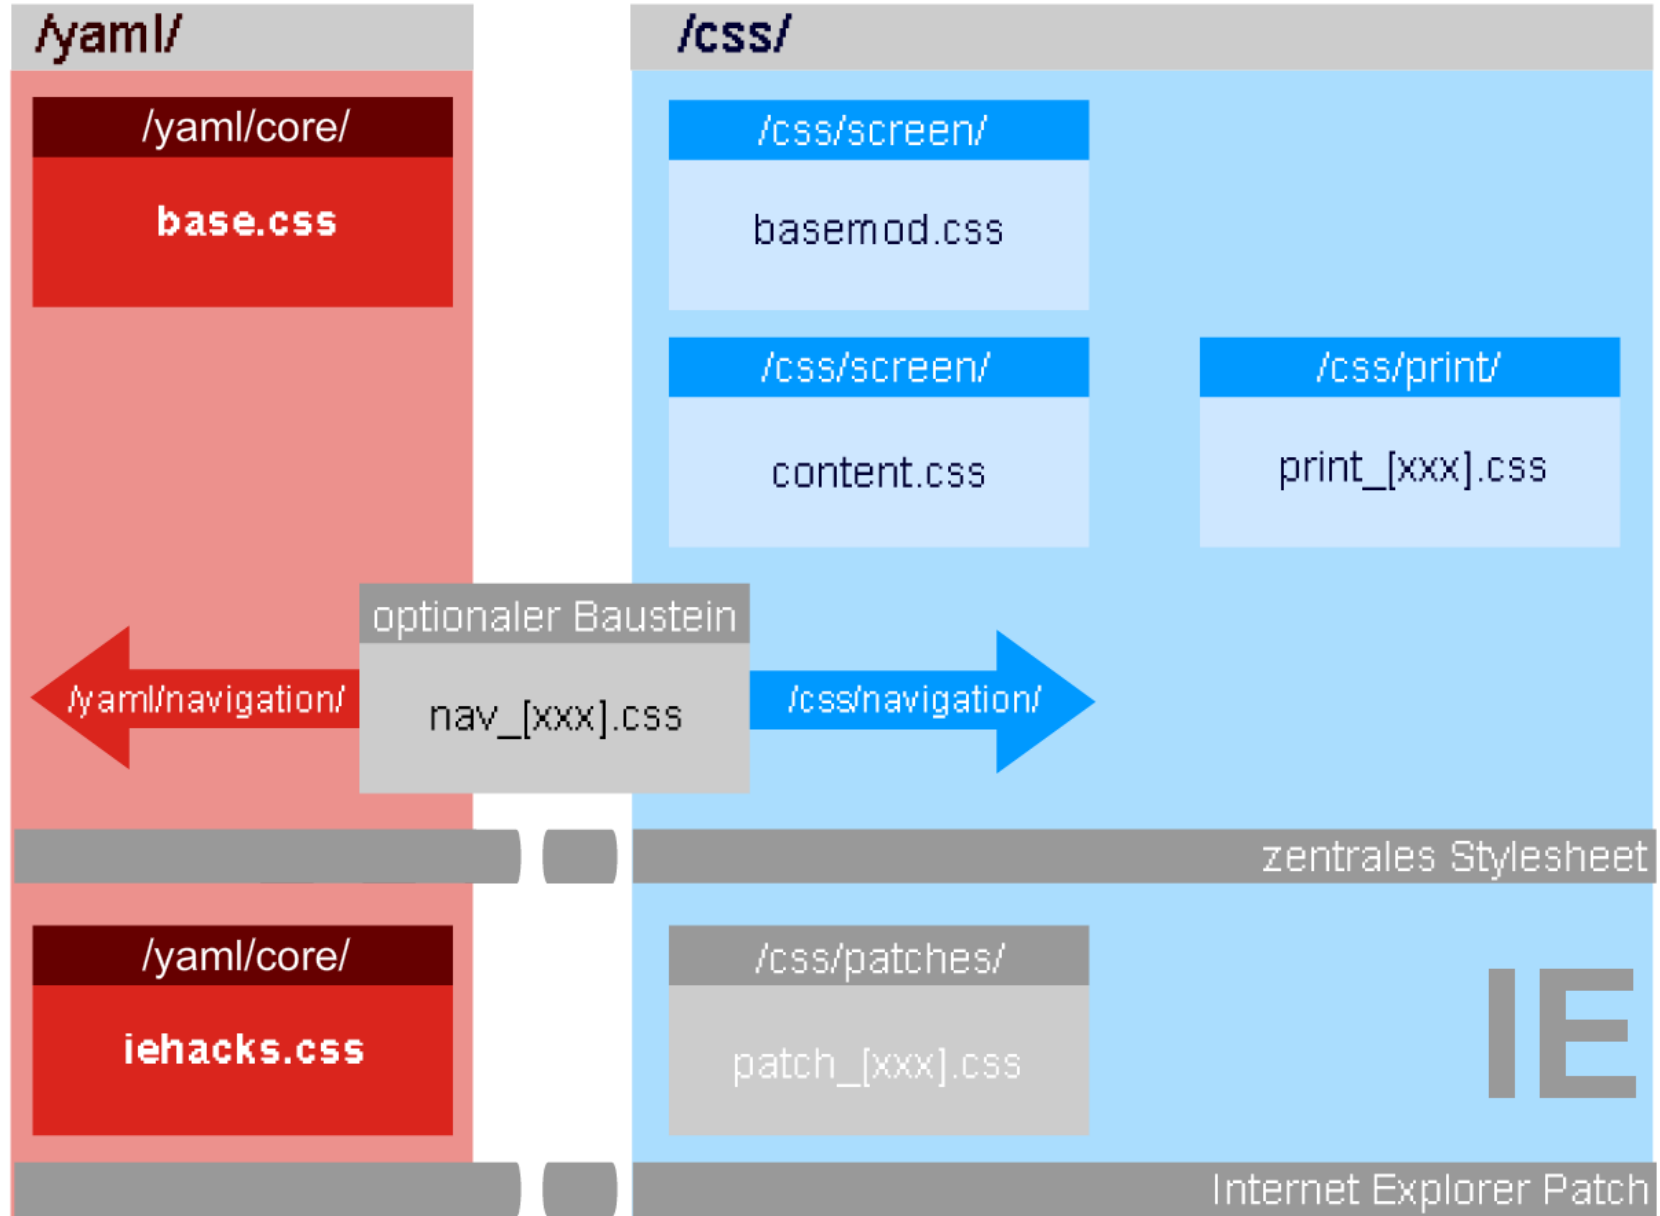 /yaml/
/css/
/yaml/core/
base.css
/css/screen/
basemod.css
/css/screen/
content.css
/css/print/
print_[xxx].css
optionaler Baustein
nav_[xxx].css
/yaml/navigation/
/css/navigation/
zentrales Stylesheet
/yaml/core/
iehacks.css
/css/patches/
patch_[xxx].css
IE
Internet Explorer Patch